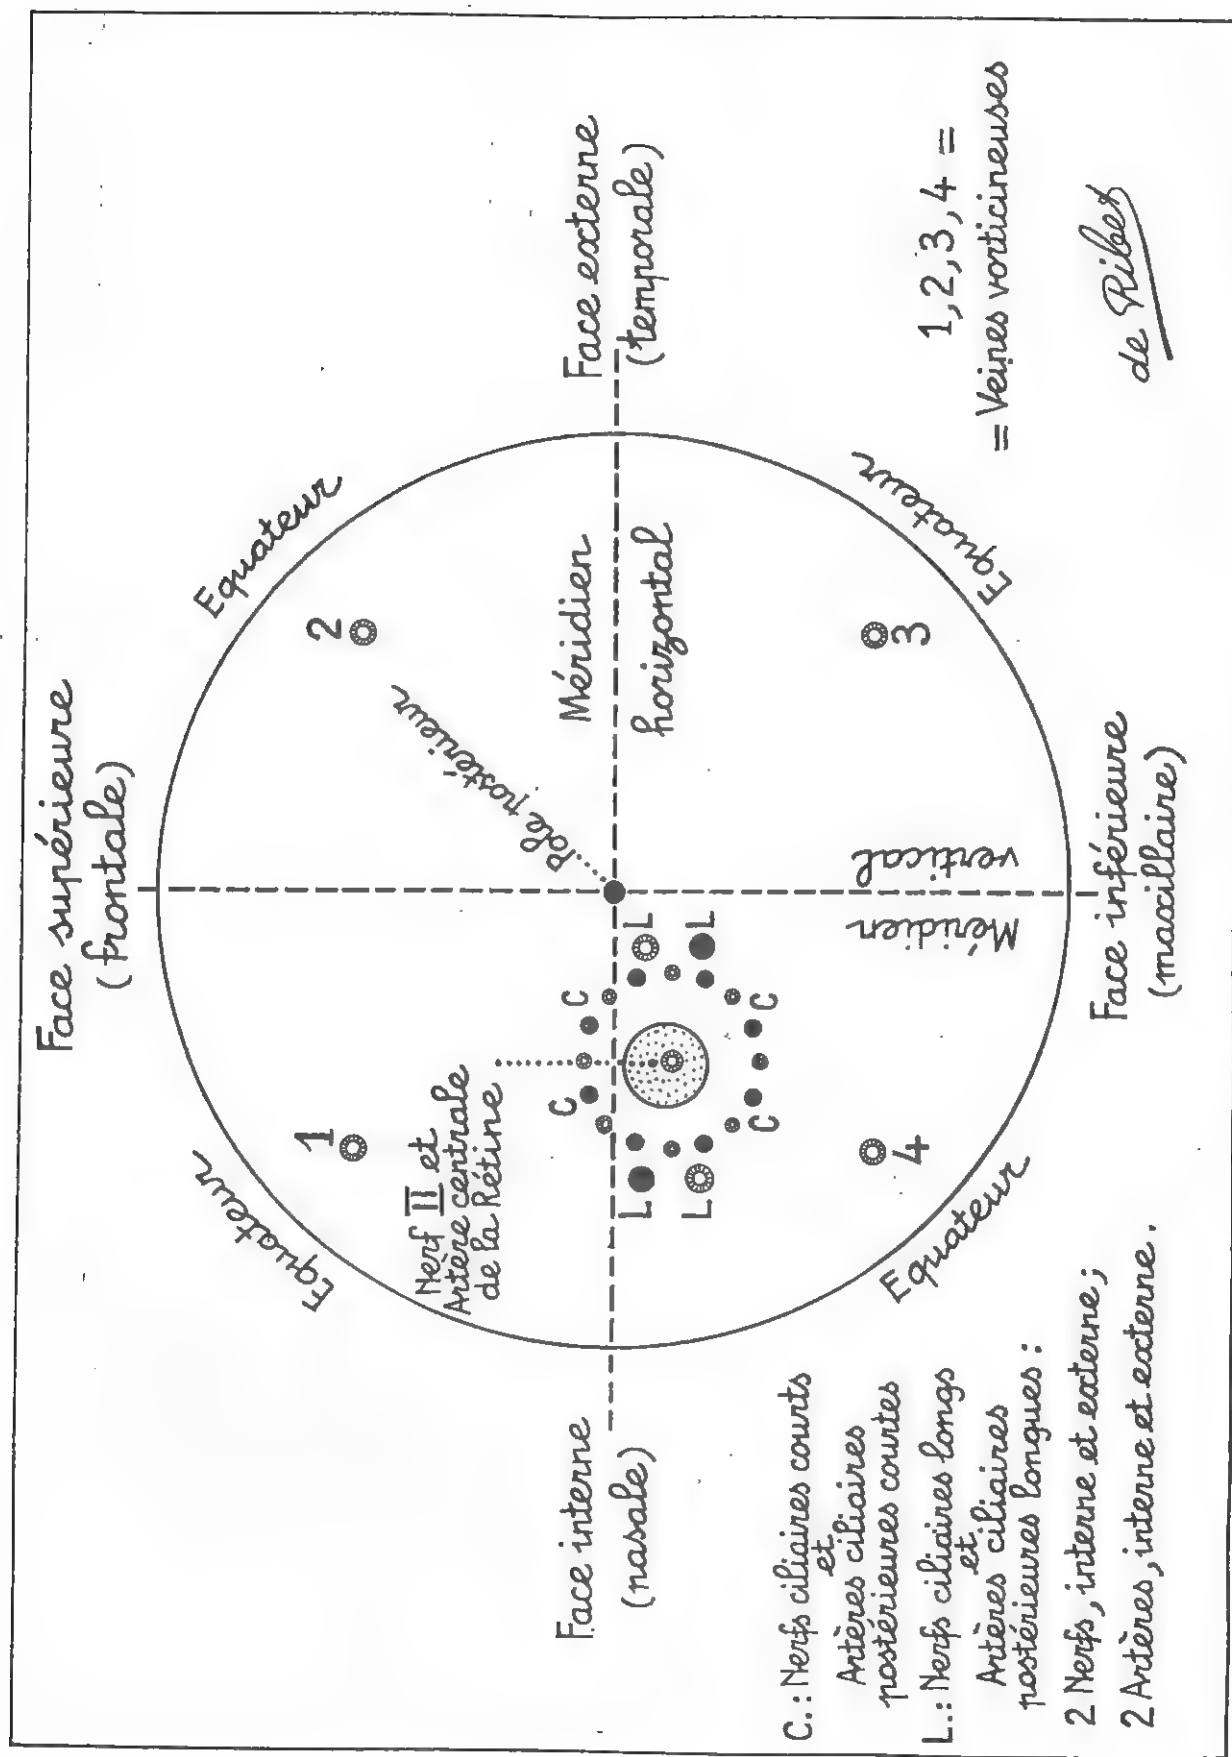 Face supérieure
(frontale)
Equateur
Equateur
1
2
Nerf II et
Artère centrale
de la Rétine
Pôle postérieur
Face interne
(nasale)
Méridien
horizontal
Face externe
(temporale)
C
C
L
L
L
L
C
C
Méridien
vertical
4
3
Equateur
Equateur
Face inférieure
(maxillaire)
C.: Nerfs ciliaires courts
et
Artères ciliaires
postérieures courtes
L.: Nerfs ciliaires longs
et
Artères ciliaires
postérieures longues :
2 Nerfs, interne et externe ;
2 Artères, interne et externe.
1, 2, 3, 4 =
= Veines vorticineuses
de Ribet